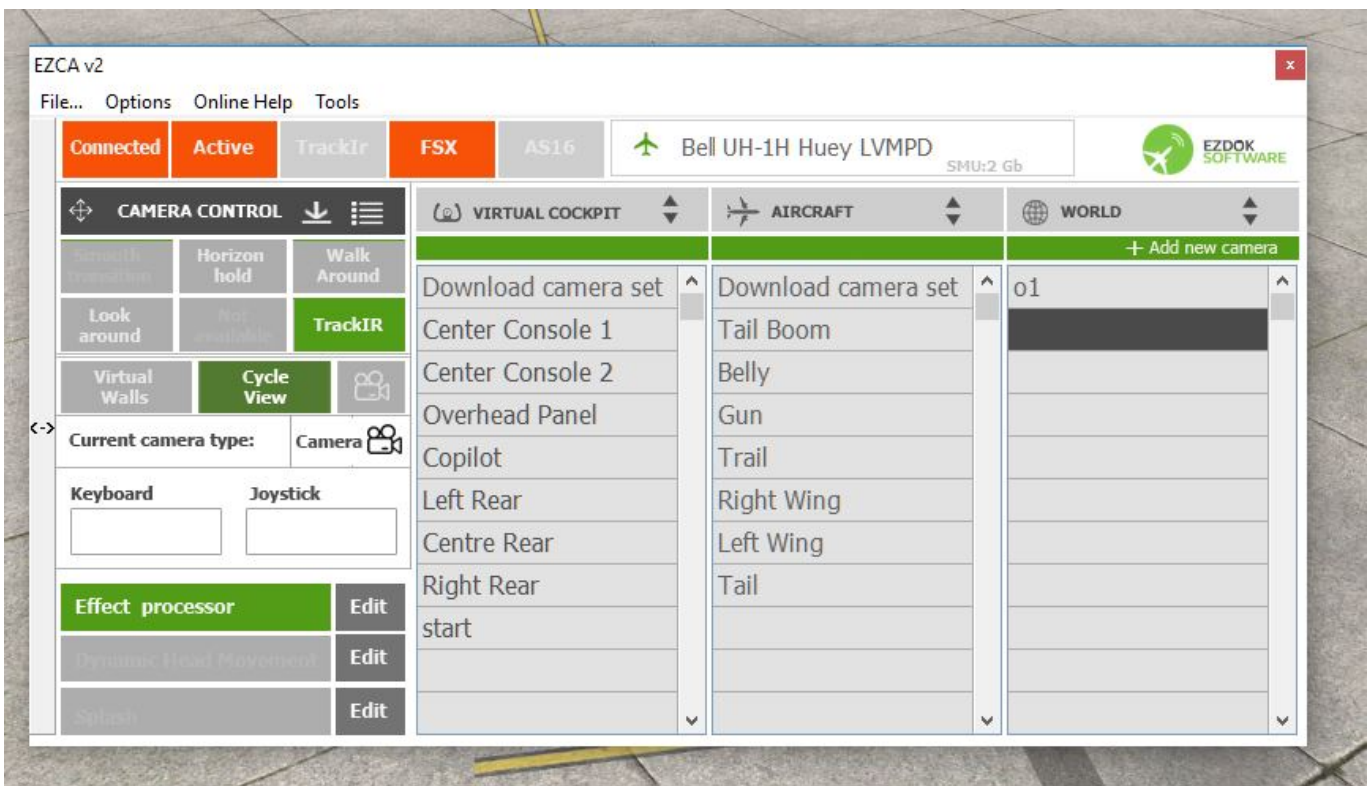 EZCA v2
x
File... Options Online Help Tools
Connected Active TrackIr FSX AS16 Bell UH-1H Huey LVMPD SMU:2 Gb EZDOK SOFTWARE
CAMERA CONTROL VIRTUAL COCKPIT AIRCRAFT WORLD
+ Add new camera
Smooth transition
Horizon hold
Walk Around
Look around
Not available
TrackIR
Virtual Walls
Cycle View
<->
Current camera type: Camera
Keyboard Joystick
Effect processor Edit
Dynamic Head Movement Edit
Splash Edit
Download camera set
Center Console 1
Center Console 2
Overhead Panel
Copilot
Left Rear
Centre Rear
Right Rear
start
Download camera set
Tail Boom
Belly
Gun
Trail
Right Wing
Left Wing
Tail
o1